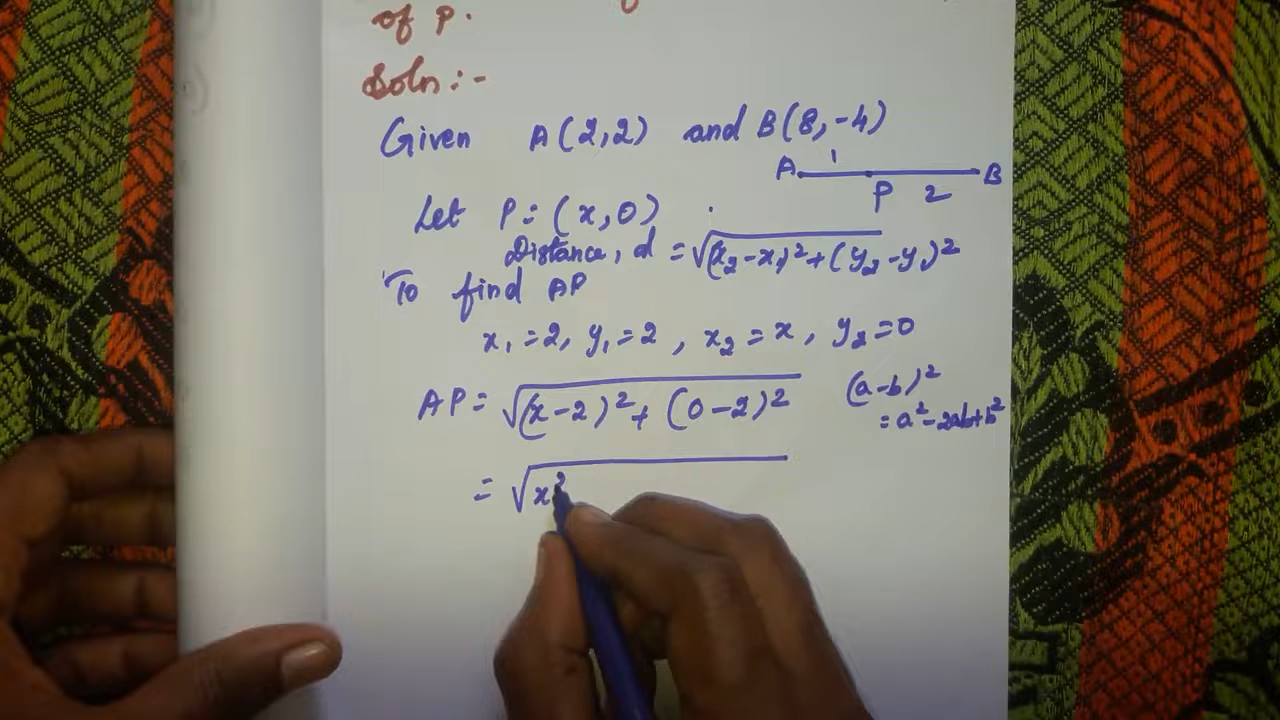 of P.
Soln :-
Given A(2,2) and B(8,-4)
A 1 P 2 B
Let P = (x,0)
Distance, d = √(x₂-x₁)²+(y₂-y₁)²
To find AP
x₁=2, y₁=2, x₂=x, y₂=0
AP = √(x-2)²+(0-2)² (a-b)²
= a²-2ab+b²
= √x²